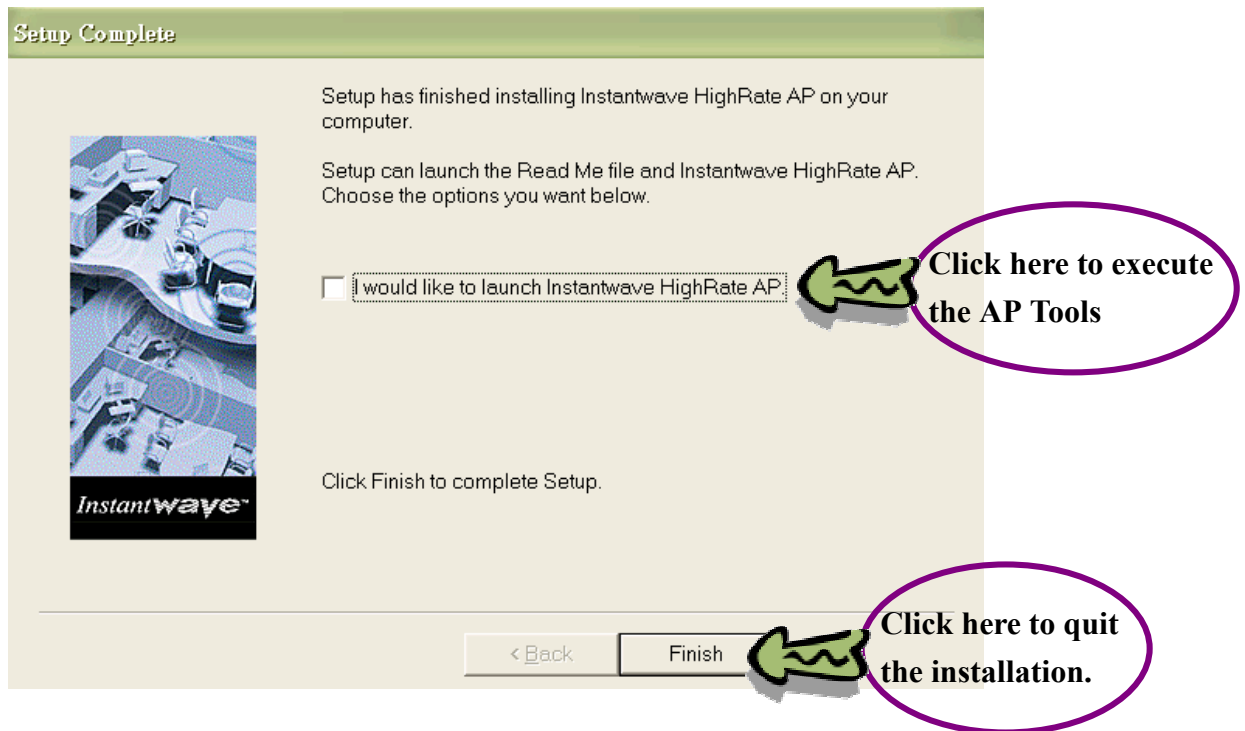 Setup Complete
Setup has finished installing Instantwave HighRate AP on your
computer.
Setup can launch the Read Me file and Instantwave HighRate AP.
Choose the options you want below.
I would like to launch Instantwave HighRate AP.
Click here to execute
the AP Tools
Click Finish to complete Setup.
Instantwave™
< Back
Finish
Click here to quit
the installation.